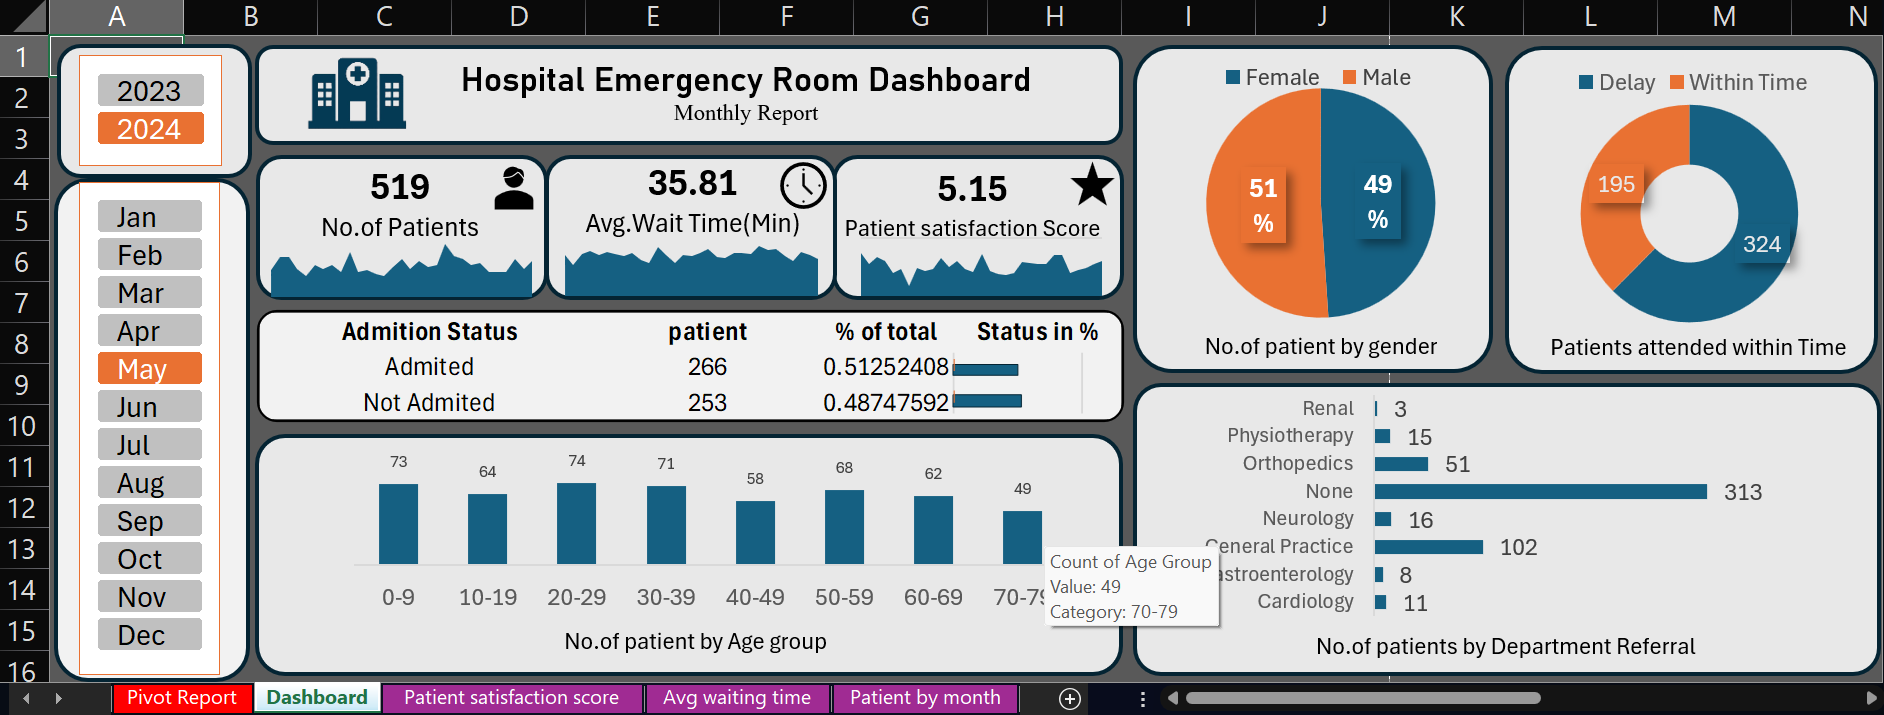 A B C D E F G H I J K L M N
1
2
3
4
5
6
7
8
9
10
11
12
13
14
15
16
2023
2024
Jan
Feb
Mar
Apr
May
Jun
Jul
Aug
Sep
Oct
Nov
Dec
Hospital Emergency Room Dashboard
Monthly Report
519
No.of Patients
35.81
Avg.Wait Time(Min)
5.15
Patient satisfaction Score
Admition Status patient % of total Status in %
Admited 266 0.51252408
Not Admited 253 0.48747592
73 64 74 71 58 68 62 49
0-9 10-19 20-29 30-39 40-49 50-59 60-69 70-79
No.of patient by Age group
Count of Age Group
Value: 49
Category: 70-79
Female Male
51
%
49
%
No.of patient by gender
Delay Within Time
195
324
Patients attended within Time
Renal 3
Physiotherapy 15
Orthopedics 51
None 313
Neurology 16
General Practice 102
astroenterology 8
Cardiology 11
No.of patients by Department Referral
Pivot Report Dashboard Patient satisfaction score Avg waiting time Patient by month